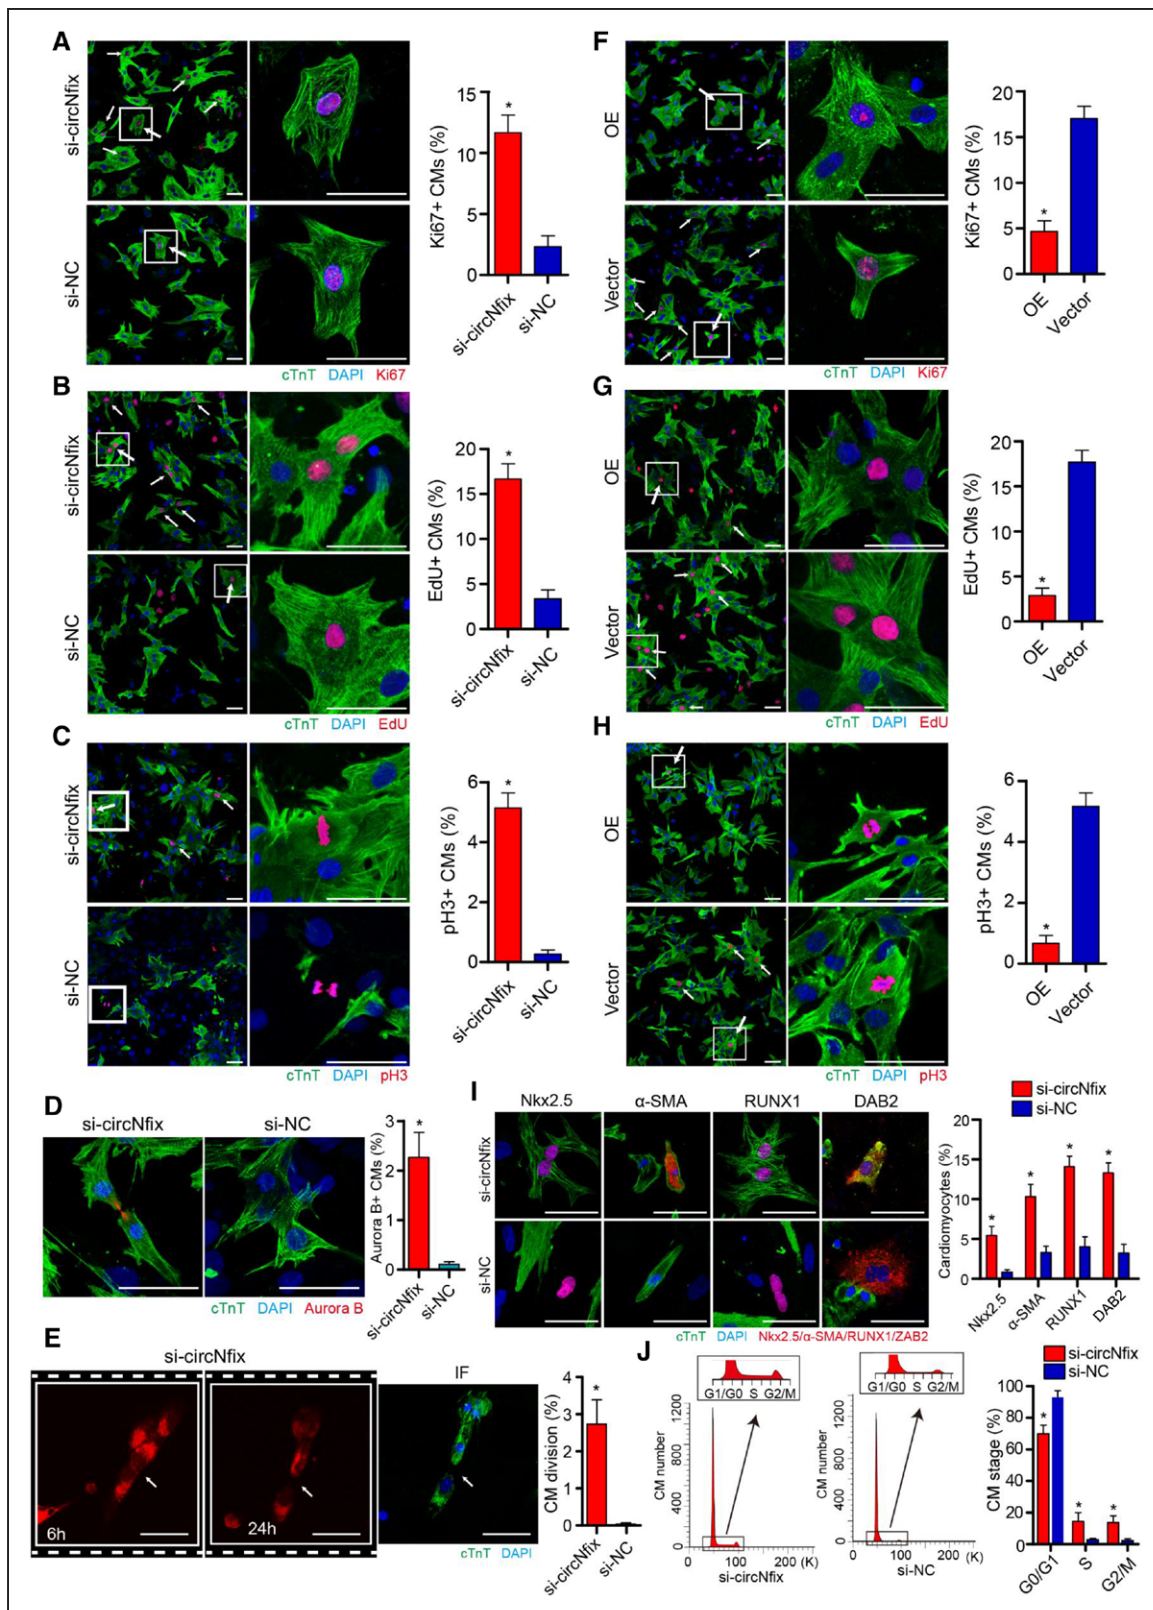 A
si-circNfix
si-NC
cTnT DAPI Ki67
Ki67+ CMs (%)
15
10
5
0
si-circNfix
si-NC
F
OE
Vector
cTnT DAPI Ki67
Ki67+ CMs (%)
20
15
10
5
0
OE
Vector
B
si-circNfix
si-NC
cTnT DAPI EdU
EdU+ CMs (%)
20
15
10
5
0
si-circNfix
si-NC
G
OE
Vector
cTnT DAPI EdU
EdU+ CMs (%)
20
15
10
5
0
OE
Vector
C
si-circNfix
si-NC
cTnT DAPI pH3
pH3+ CMs (%)
6
4
2
0
si-circNfix
si-NC
H
OE
Vector
cTnT DAPI pH3
pH3+ CMs (%)
6
4
2
0
OE
Vector
D
si-circNfix si-NC
cTnT DAPI Aurora B
Aurora B+ CMs (%)
3
2
1
0
si-circNfix
si-NC
I
Nkx2.5 α-SMA RUNX1 DAB2
si-circNfix
si-NC
cTnT DAPI Nkx2.5/α-SMA/RUNX1/ZAB2
si-circNfix
si-NC
Cardiomyocytes (%)
20
15
10
5
0
Nkx2.5
α-SMA
RUNX1
DAB2
E
si-circNfix
6h
24h
IF
cTnT DAPI
CM division (%)
4
3
2
1
0
si-circNfix
si-NC
J
G1/G0 S G2/M
CM number
1200
800
400
0
0 100 200 (K)
si-circNfix
G1/G0 S G2/M
CM number
1200
800
400
0
0 100 200 (K)
si-NC
si-circNfix
si-NC
CM stage (%)
100
80
60
40
20
0
G0/G1
S
G2/M